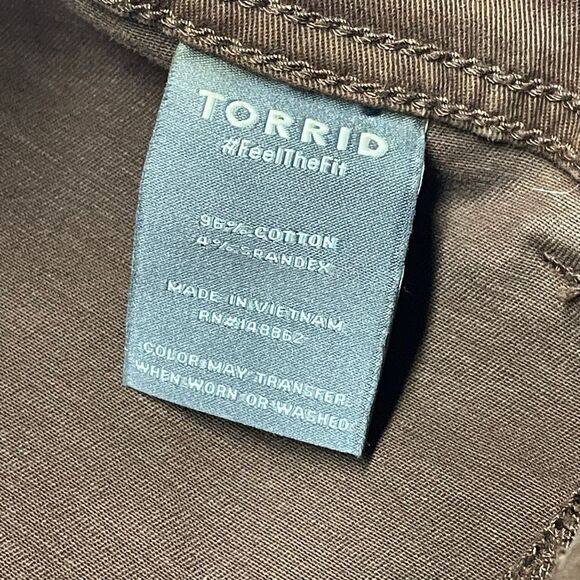 TORRID
#FeelTheFit
96% COTTON
4% SPANDEX
MADE IN VIETNAM
RN#148862
COLOR MAY TRANSFER
WHEN WORN OR WASHED